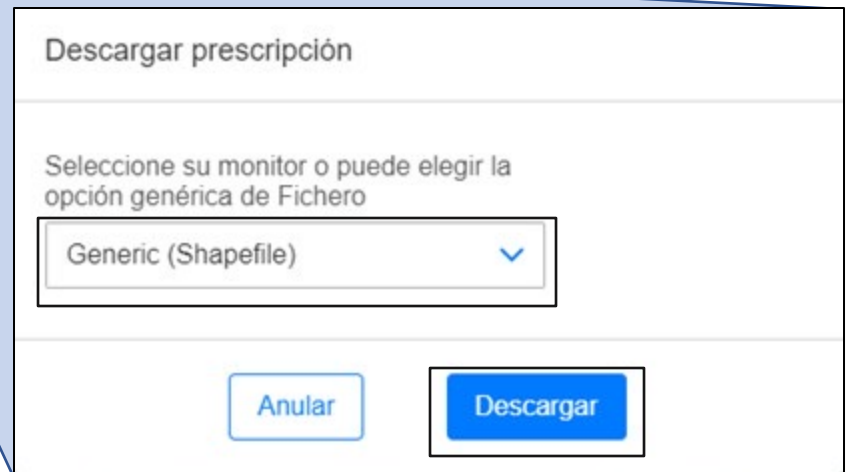 Descargar prescripción
Seleccione su monitor o puede elegir la
opción genérica de Fichero
Generic (Shapefile)
Anular
Descargar